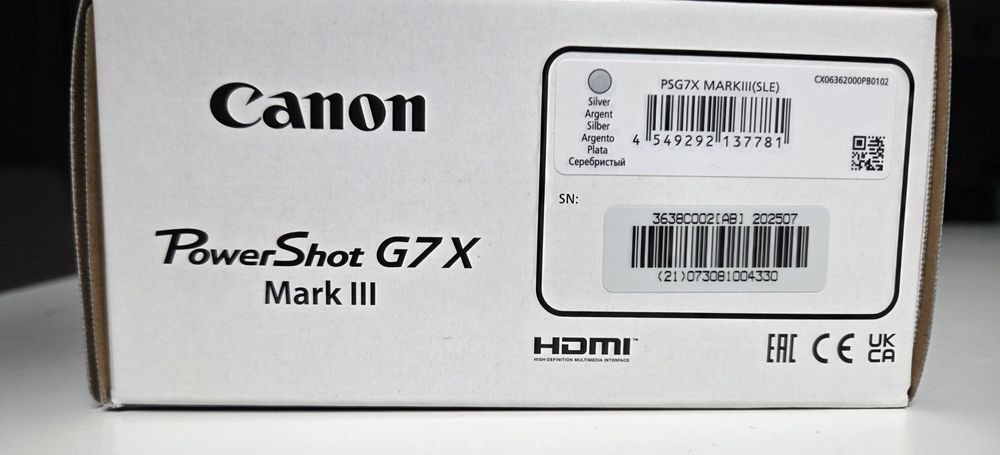 Canon
PowerShot G7 X
Mark III
PSG7X MARKIII(SLE)
CX06362000PB0102
Silver
Argent
Silber
Argento
Plata
Серебристый
4 549292 137781
SN:
3638C002[AB] 202507
(21)073081004330
HDMI™
HIGH-DEFINITION MULTIMEDIA INTERFACE
EAC CE UK
CA